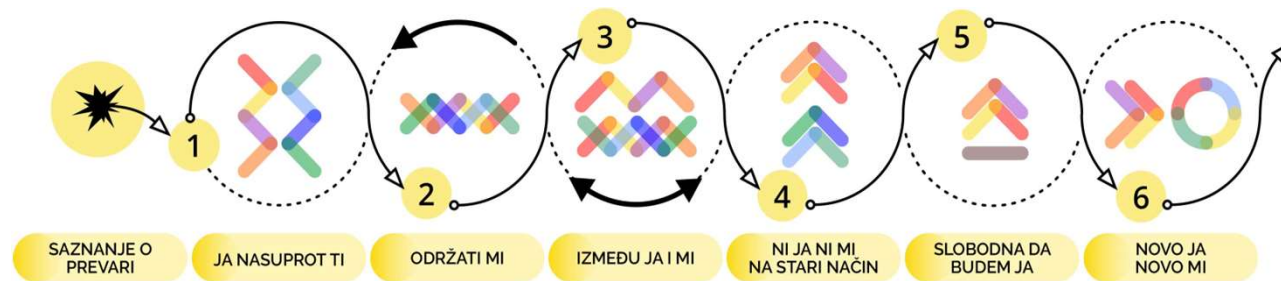 1
2
3
4
5
6
SAZNANJE O
PREVARI
JA NASUPROT TI
ODRŽATI MI
IZMEĐU JA I MI
NI JA NI MI
NA STARI NAČIN
SLOBODNA DA
BUDEM JA
NOVO JA
NOVO MI